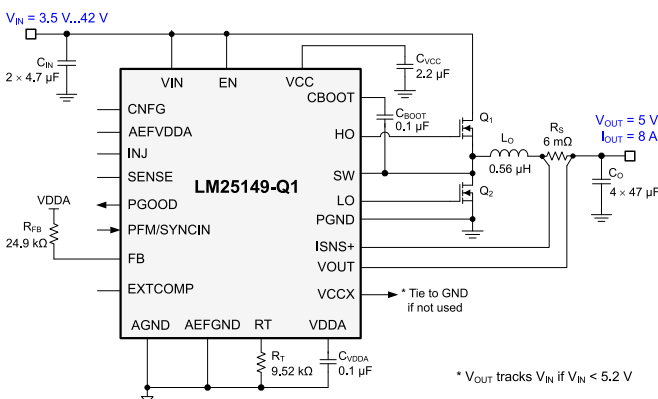 V_IN = 3.5 V...42 V
C_IN
2 × 4.7 µF
VIN
EN
VCC
C_VCC
2.2 µF
CNFG
AEFVDDA
INJ
SENSE
PGOOD
PFM/SYNCIN
FB
EXTCOMP
VDDA
R_FB
24.9 kΩ
LM25149-Q1
CBOOT
C_BOOT
0.1 µF
HO
SW
LO
PGND
ISNS+
VOUT
VCCX
* Tie to GND
if not used
Q₁
Q₂
L_O
0.56 µH
R_S
6 mΩ
V_OUT = 5 V
I_OUT = 8 A
C_O
4 × 47 µF
AGND
AEFGND
RT
VDDA
R_T
9.52 kΩ
C_VDDA
0.1 µF
* V_OUT tracks V_IN if V_IN < 5.2 V